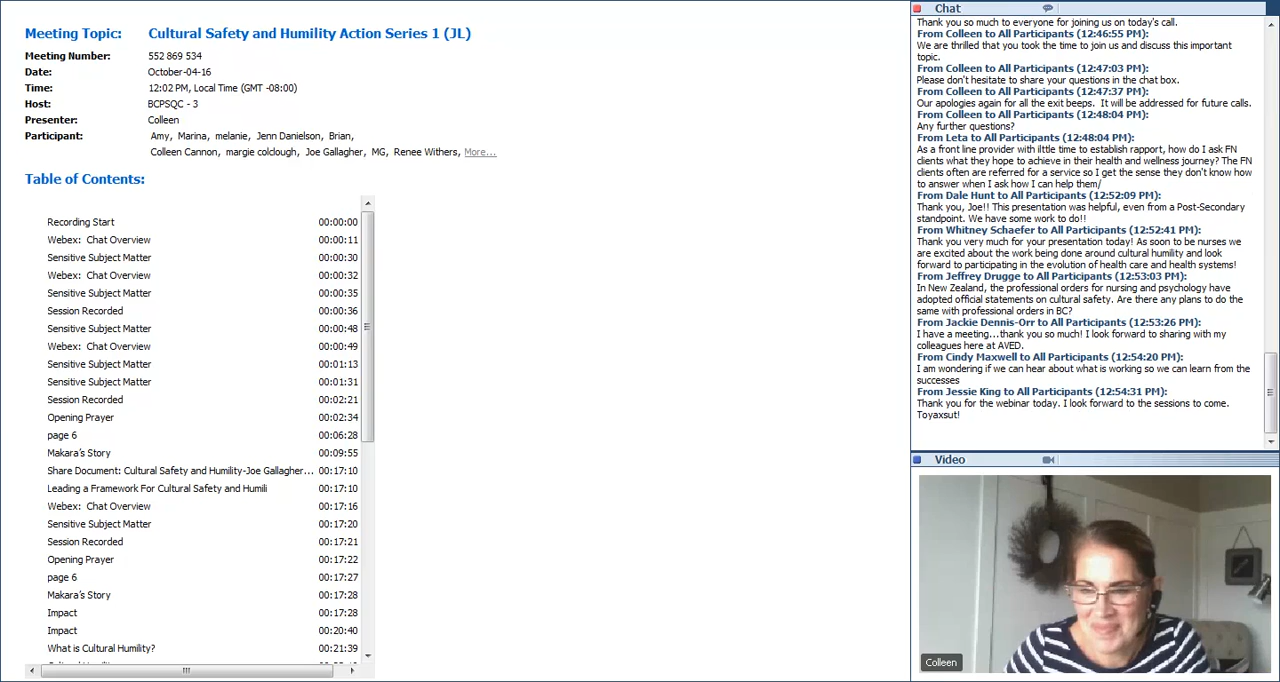 Meeting Topic: Cultural Safety and Humility Action Series 1 (JL)
Meeting Number: 552 869 534
Date: October-04-16
Time: 12:02 PM, Local Time (GMT -08:00)
Host: BCPSQC - 3
Presenter: Colleen
Participant: Amy, Marina, melanie, Jenn Danielson, Brian,
Colleen Cannon, margie colclough, Joe Gallagher, MG, Renee Withers, More...
Table of Contents:
Recording Start 00:00:00
Webex: Chat Overview 00:00:11
Sensitive Subject Matter 00:00:30
Webex: Chat Overview 00:00:32
Sensitive Subject Matter 00:00:35
Session Recorded 00:00:36
Sensitive Subject Matter 00:00:48
Webex: Chat Overview 00:00:49
Sensitive Subject Matter 00:01:13
Sensitive Subject Matter 00:01:31
Session Recorded 00:02:21
Opening Prayer 00:02:34
page 6 00:06:28
Makara's Story 00:09:55
Share Document: Cultural Safety and Humility-Joe Gallagher... 00:17:10
Leading a Framework For Cultural Safety and Humili 00:17:10
Webex: Chat Overview 00:17:16
Sensitive Subject Matter 00:17:20
Session Recorded 00:17:21
Opening Prayer 00:17:22
page 6 00:17:27
Makara's Story 00:17:28
Impact 00:17:28
Impact 00:20:40
What is Cultural Humility? 00:21:39
Chat
Thank you so much to everyone for joining us on today's call.
From Colleen to All Participants (12:46:55 PM):
We are thrilled that you took the time to join us and discuss this important
topic.
From Colleen to All Participants (12:47:03 PM):
Please don't hesitate to share your questions in the chat box.
From Colleen to All Participants (12:47:37 PM):
Our apologies again for all the exit beeps. It will be addressed for future calls.
From Colleen to All Participants (12:48:04 PM):
Any further questions?
From Leta to All Participants (12:48:04 PM):
As a front line provider with ilttle time to establish rapport, how do I ask FN
clients what they hope to achieve in their health and wellness journey? The FN
clients often are referred for a service so I get the sense they don't know how
to answer when I ask how I can help them/
From Dale Hunt to All Participants (12:52:09 PM):
Thank you, Joe!! This presentation was helpful, even from a Post-Secondary
standpoint. We have some work to do!!
From Whitney Schaefer to All Participants (12:52:41 PM):
Thank you very much for your presentation today! As soon to be nurses we
are excited about the work being done around cultural humility and look
forward to participating in the evolution of health care and health systems!
From Jeffrey Drugge to All Participants (12:53:03 PM):
In New Zealand, the professional orders for nursing and psychology have
adopted official statements on cultural safety. Are there any plans to do the
same with professional orders in BC?
From Jackie Dennis-Orr to All Participants (12:53:26 PM):
I have a meeting...thank you so much! I look forward to sharing with my
colleagues here at AVED.
From Cindy Maxwell to All Participants (12:54:20 PM):
I am wondering if we can hear about what is working so we can learn from the
successes
From Jessie King to All Participants (12:54:31 PM):
Thank you for the webinar today. I look forward to the sessions to come.
Toyaxsut!
Video
Colleen